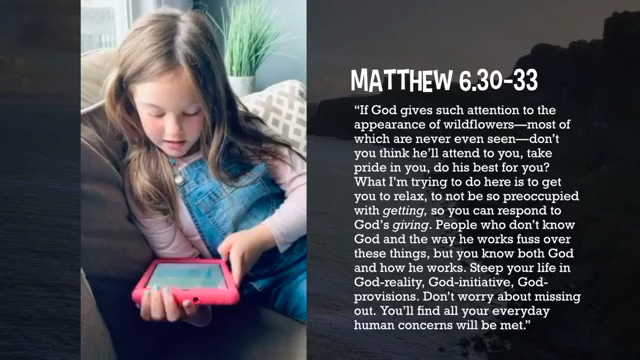 MATTHEW 6.30-33
“If God gives such attention to the
appearance of wildflowers—most of
which are never even seen—don’t
you think he’ll attend to you, take
pride in you, do his best for you?
What I’m trying to do here is to get
you to relax, to not be so preoccupied
with getting, so you can respond to
God’s giving. People who don’t know
God and the way he works fuss over
these things, but you know both God
and how he works. Steep your life in
God-reality, God-initiative, God-
provisions. Don’t worry about missing
out. You’ll find all your everyday
human concerns will be met.”